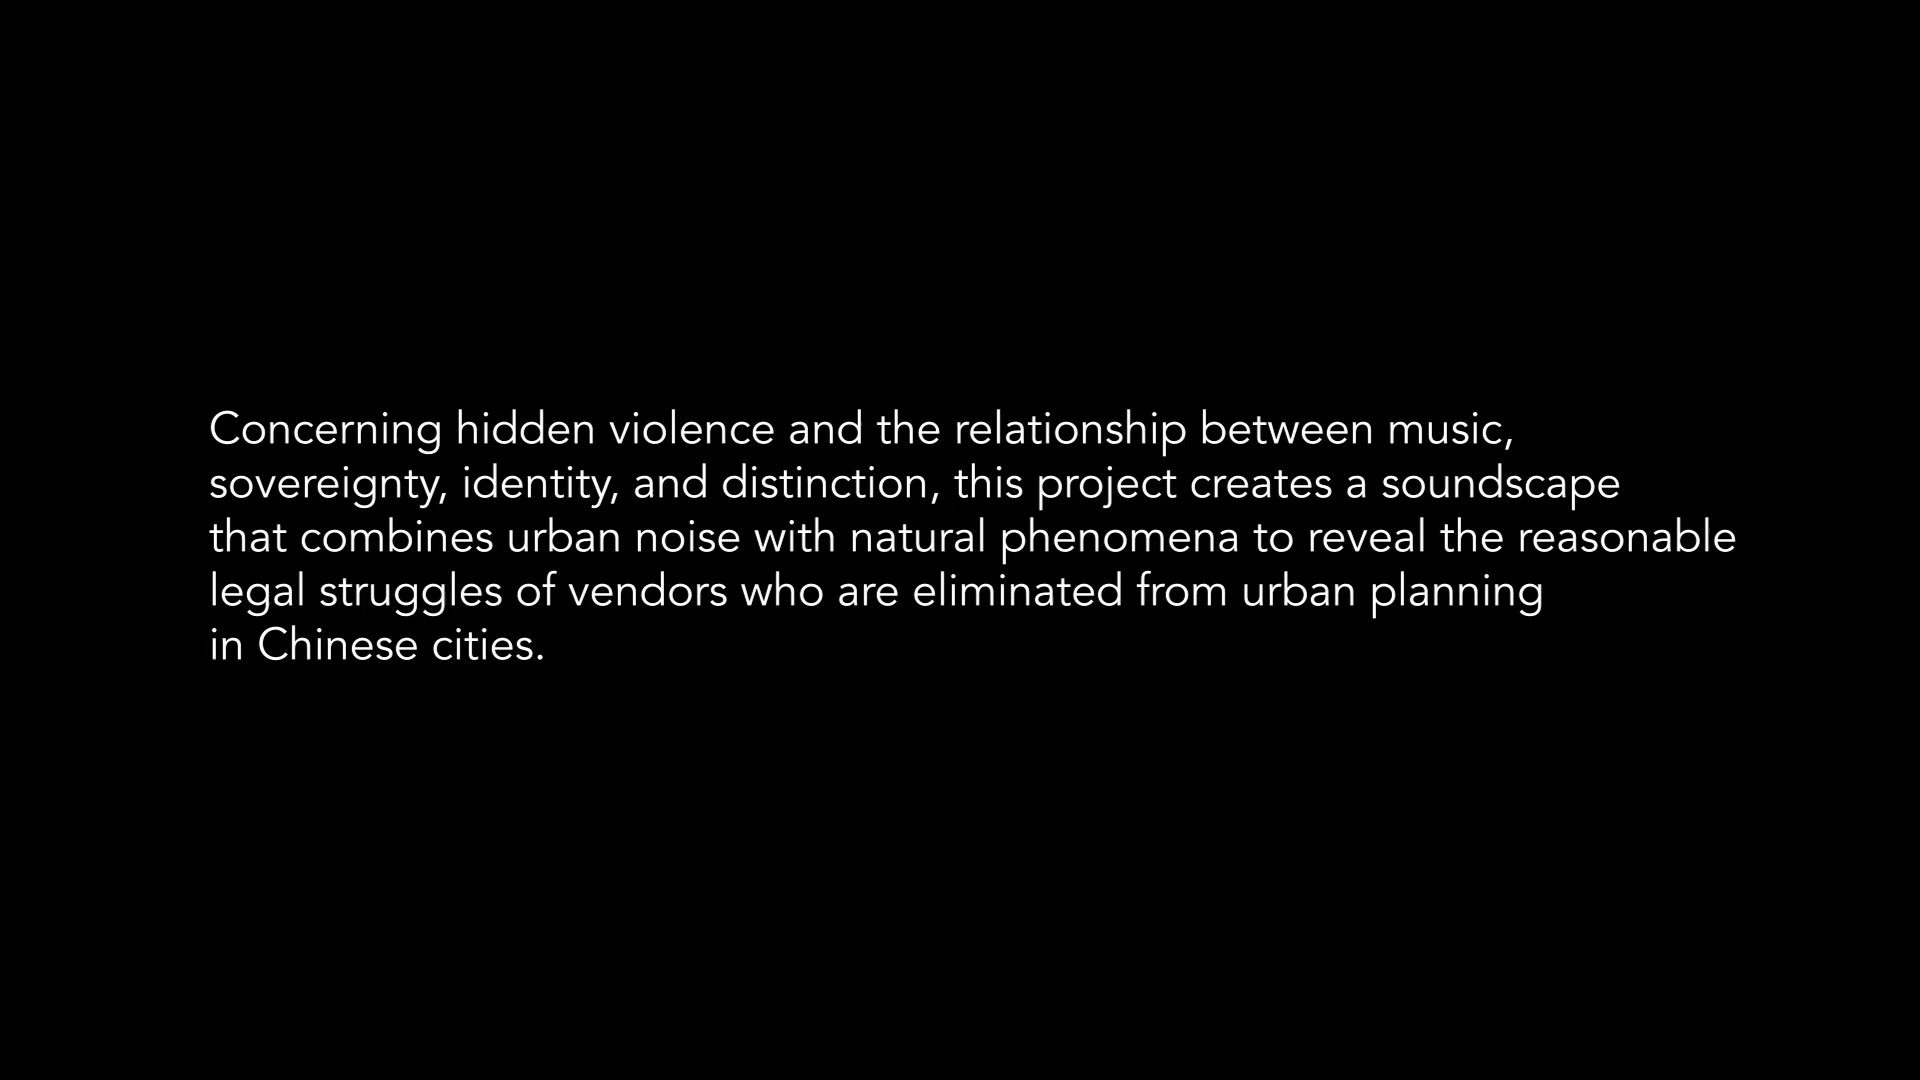 Concerning hidden violence and the relationship between music,
sovereignty, identity, and distinction, this project creates a soundscape
that combines urban noise with natural phenomena to reveal the reasonable
legal struggles of vendors who are eliminated from urban planning
in Chinese cities.